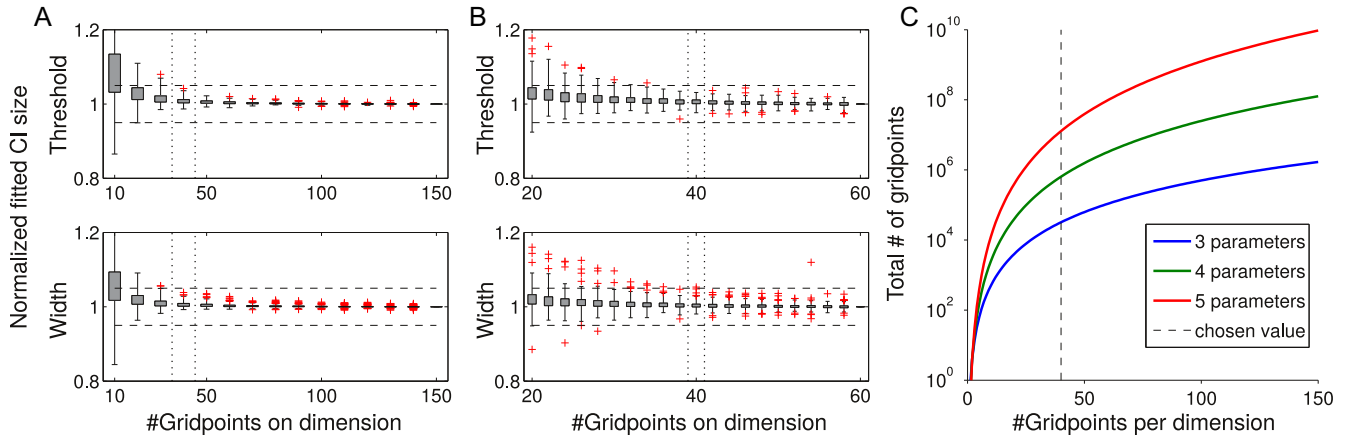 A
B
C
Normalized fitted CI size
Threshold
1.2
1
0.8
10
50
100
150
Width
1.2
1
0.8
10
50
100
150
#Gridpoints on dimension
Threshold
1.2
1
0.8
20
40
60
Width
1.2
1
0.8
20
40
60
#Gridpoints on dimension
Total # of gridpoints
10^10
10^8
10^6
10^4
10^2
10^0
0
50
100
150
#Gridpoints per dimension
3 parameters
4 parameters
5 parameters
chosen value